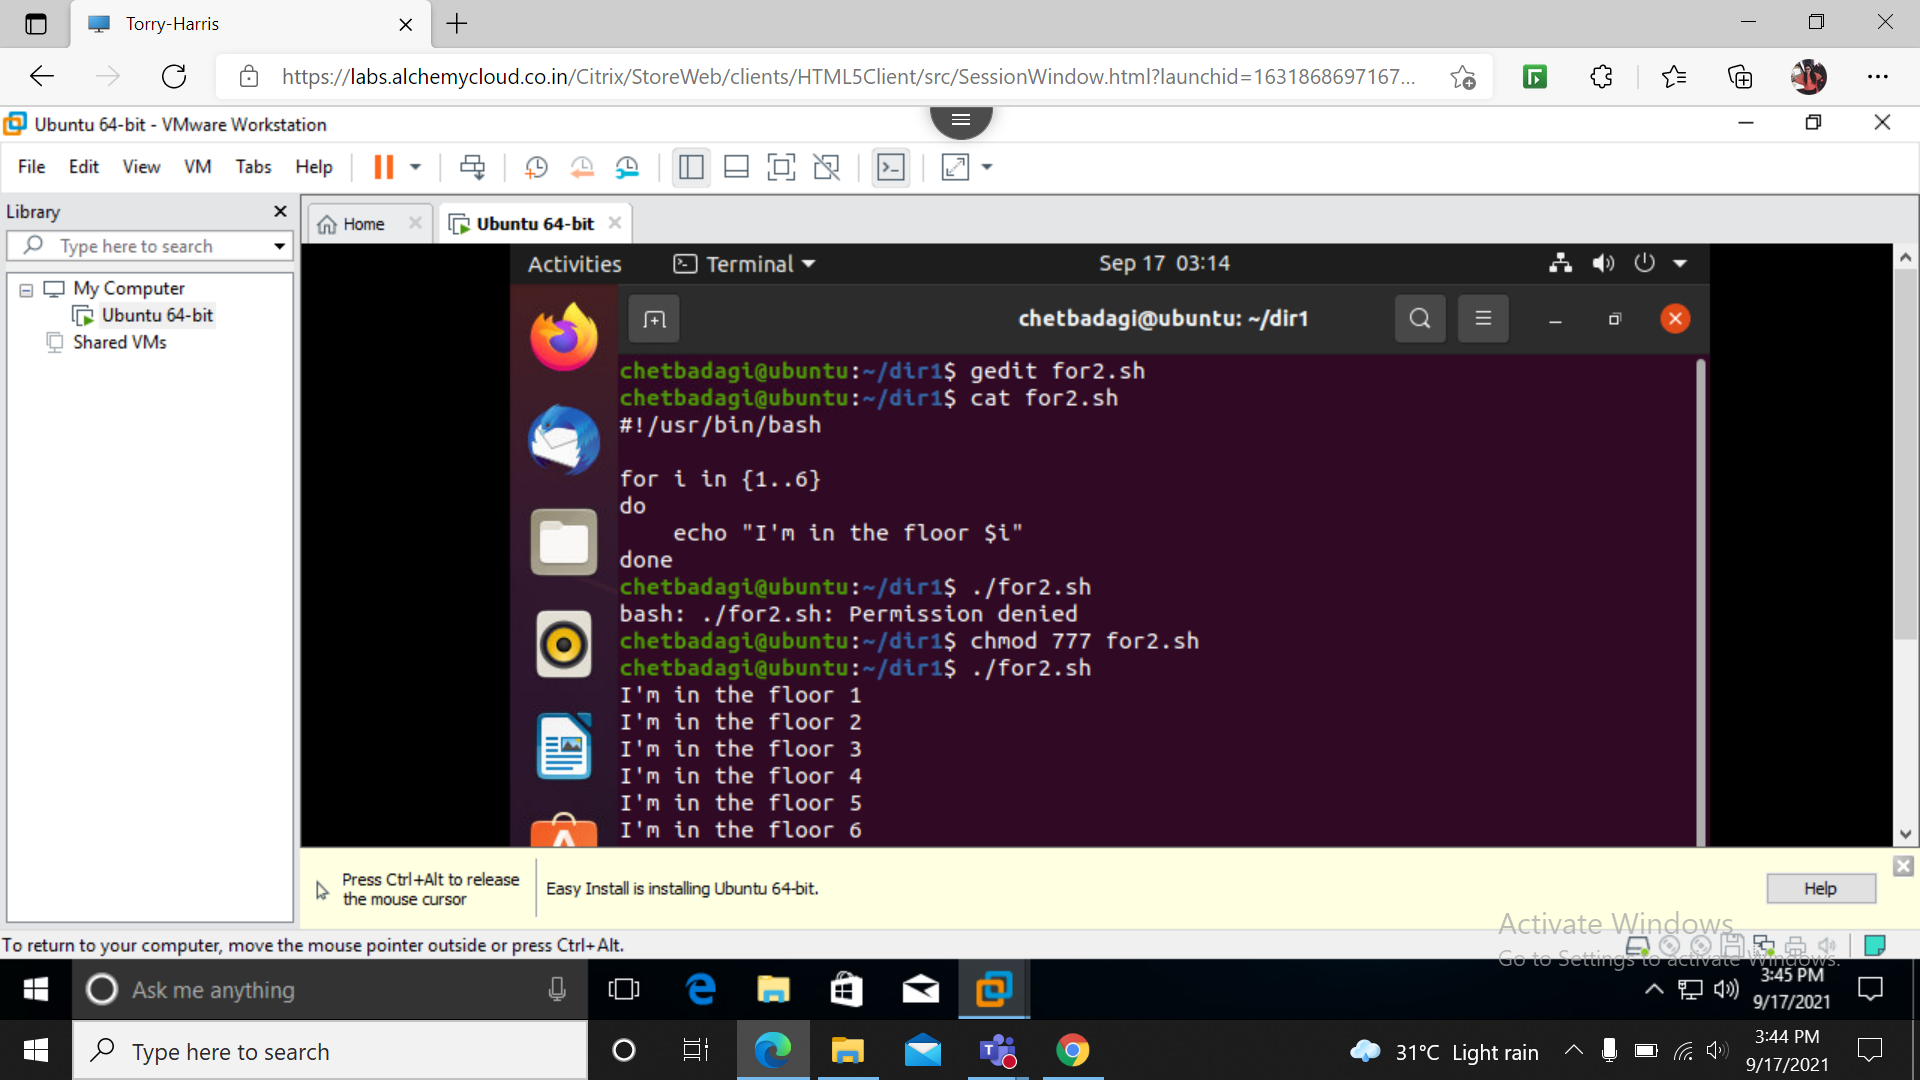 Torry-Harris
https://labs.alchemycloud.co.in/Citrix/StoreWeb/clients/HTML5Client/src/SessionWindow.html?launchid=1631868697167...
Ubuntu 64-bit - VMware Workstation
File Edit View VM Tabs Help
Library
Type here to search
My Computer
Ubuntu 64-bit
Shared VMs
Home
Ubuntu 64-bit
Activities Terminal Sep 17 03:14
chetbadagi@ubuntu: ~/dir1
chetbadagi@ubuntu:~/dir1$ gedit for2.sh
chetbadagi@ubuntu:~/dir1$ cat for2.sh
#!/usr/bin/bash
for i in {1..6}
do
echo "I'm in the floor $i"
done
chetbadagi@ubuntu:~/dir1$ ./for2.sh
bash: ./for2.sh: Permission denied
chetbadagi@ubuntu:~/dir1$ chmod 777 for2.sh
chetbadagi@ubuntu:~/dir1$ ./for2.sh
I'm in the floor 1
I'm in the floor 2
I'm in the floor 3
I'm in the floor 4
I'm in the floor 5
I'm in the floor 6
Press Ctrl+Alt to release
the mouse cursor
Easy Install is installing Ubuntu 64-bit.
Help
Activate Windows
Go to Settings to activate Windows.
To return to your computer, move the mouse pointer outside or press Ctrl+Alt.
Ask me anything
3:45 PM
9/17/2021
Type here to search
31°C Light rain
3:44 PM
9/17/2021